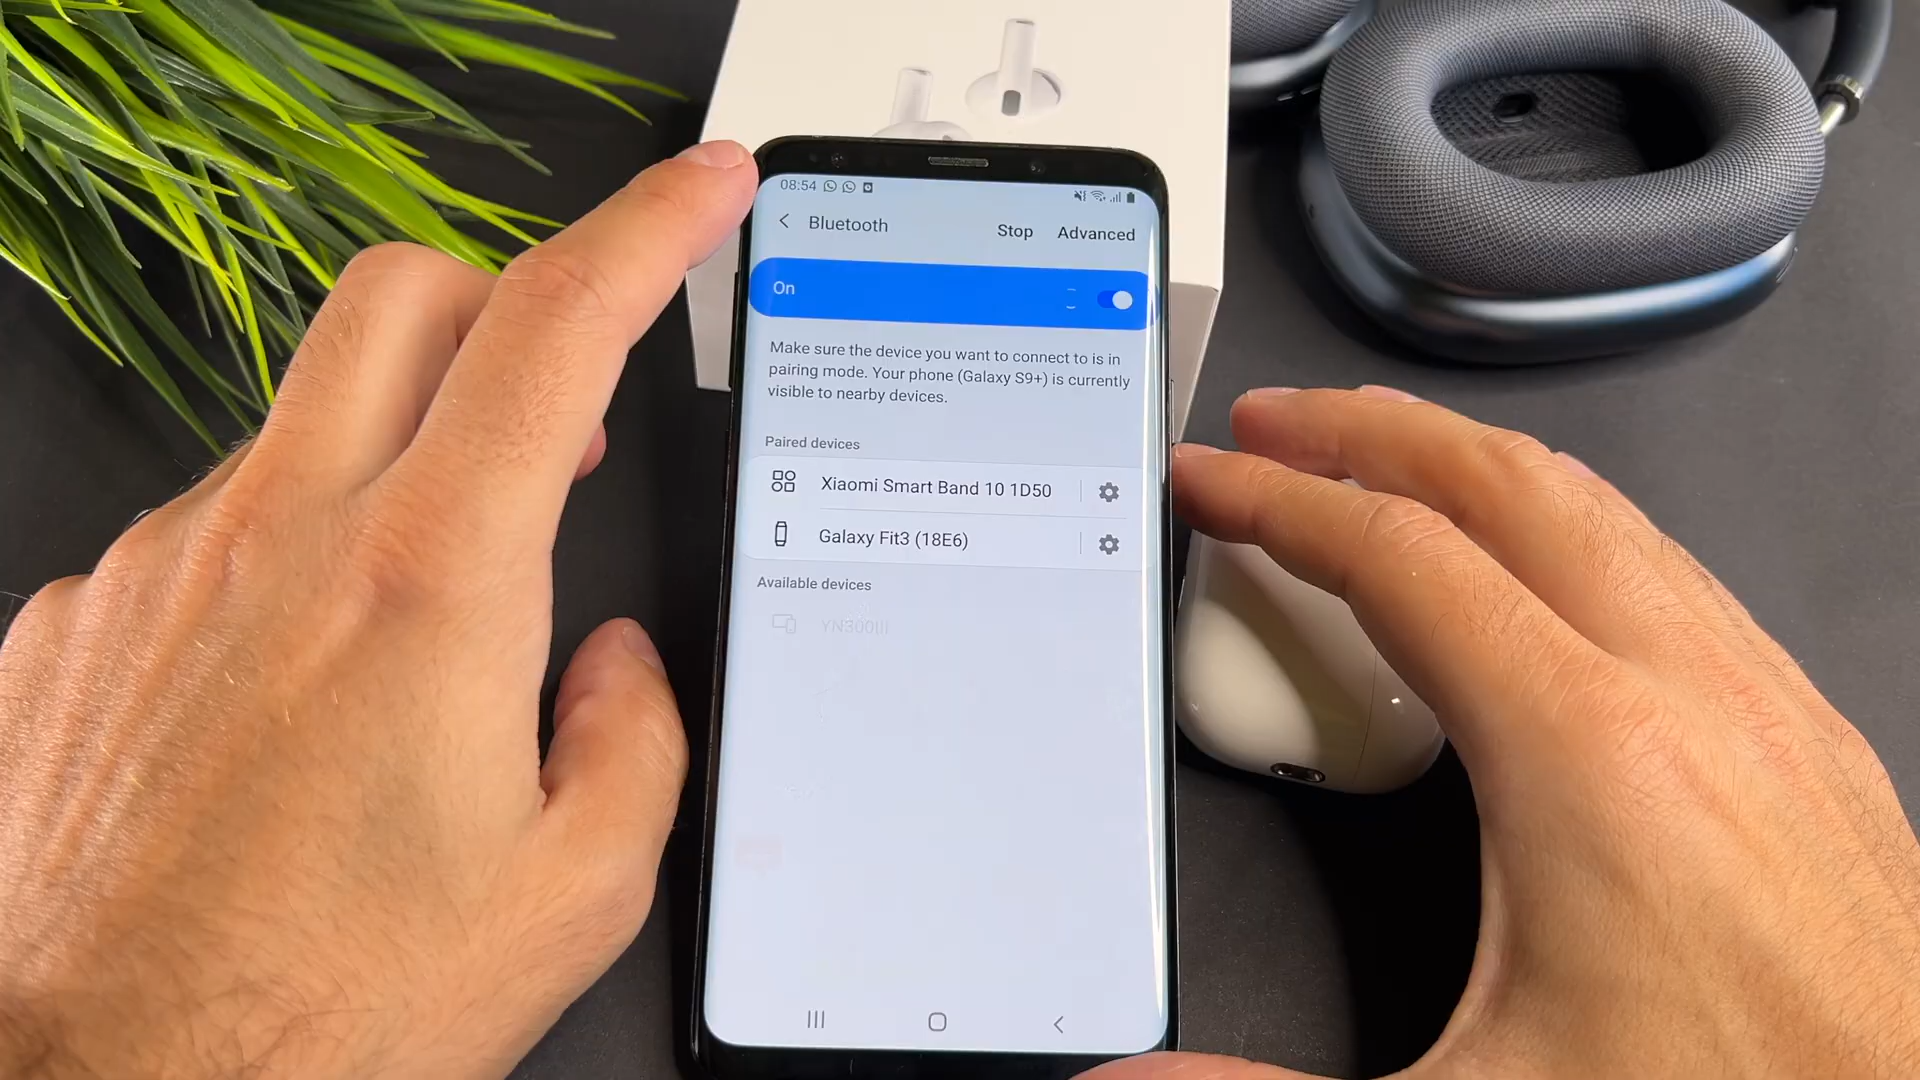 08:54
Bluetooth
Stop
Advanced
On
Make sure the device you want to connect to is in
pairing mode. Your phone (Galaxy S9+) is currently
visible to nearby devices.
Paired devices
Xiaomi Smart Band 10 1D50
Galaxy Fit3 (18E6)
Available devices
YN300III